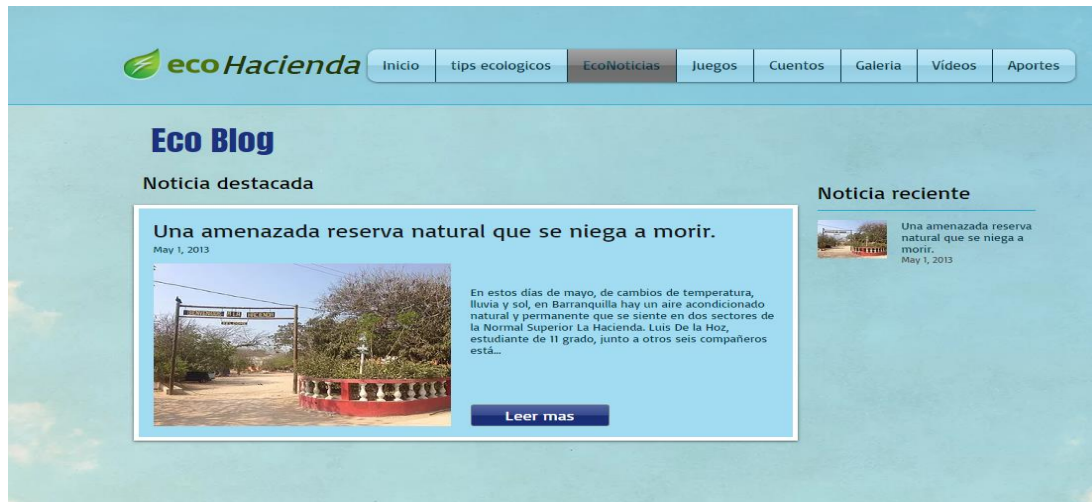 eco Hacienda
Inicio
tips ecologicos
EcoNoticias
Juegos
Cuentos
Galeria
Vídeos
Aportes
Eco Blog
Noticia destacada
Una amenazada reserva natural que se niega a morir.
May 1, 2013
En estos días de mayo, de cambios de temperatura,
lluvia y sol, en Barranquilla hay un aire acondicionado
natural y permanente que se siente en dos sectores de
la Normal Superior La Hacienda. Luis De la Hoz,
estudiante de 11 grado, junto a otros seis compañeros
está...
Leer mas
Noticia reciente
Una amenazada reserva
natural que se niega a
morir.
May 1, 2013